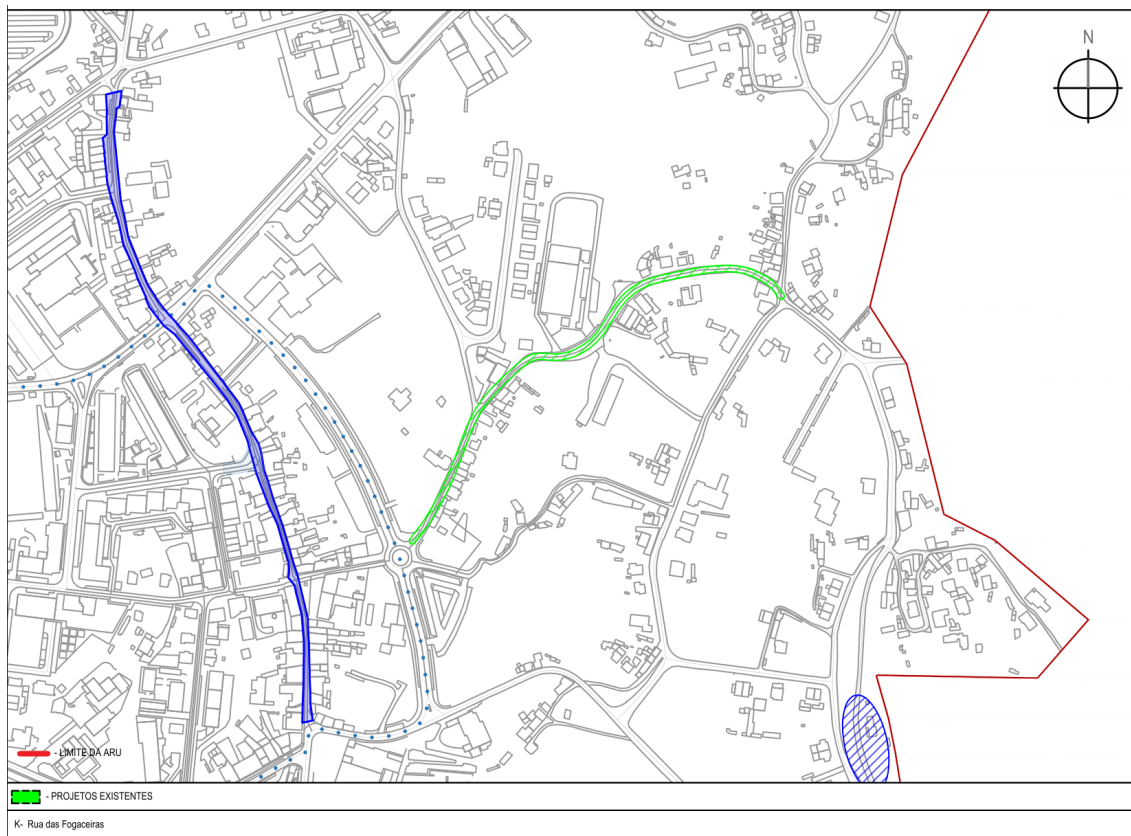 N
- LIMITE DA ARU
- PROJETOS EXISTENTES
K- Rua das Fogaceiras